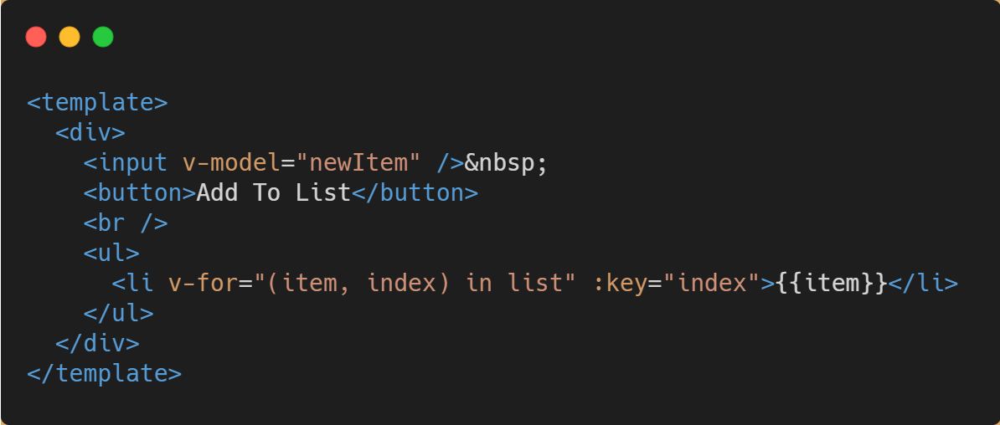 <template>
  <div>
    <input v-model="newItem" />&nbsp;
    <button>Add To List</button>
    <br />
    <ul>
      <li v-for="(item, index) in list" :key="index">{{item}}</li>
    </ul>
  </div>
</template>